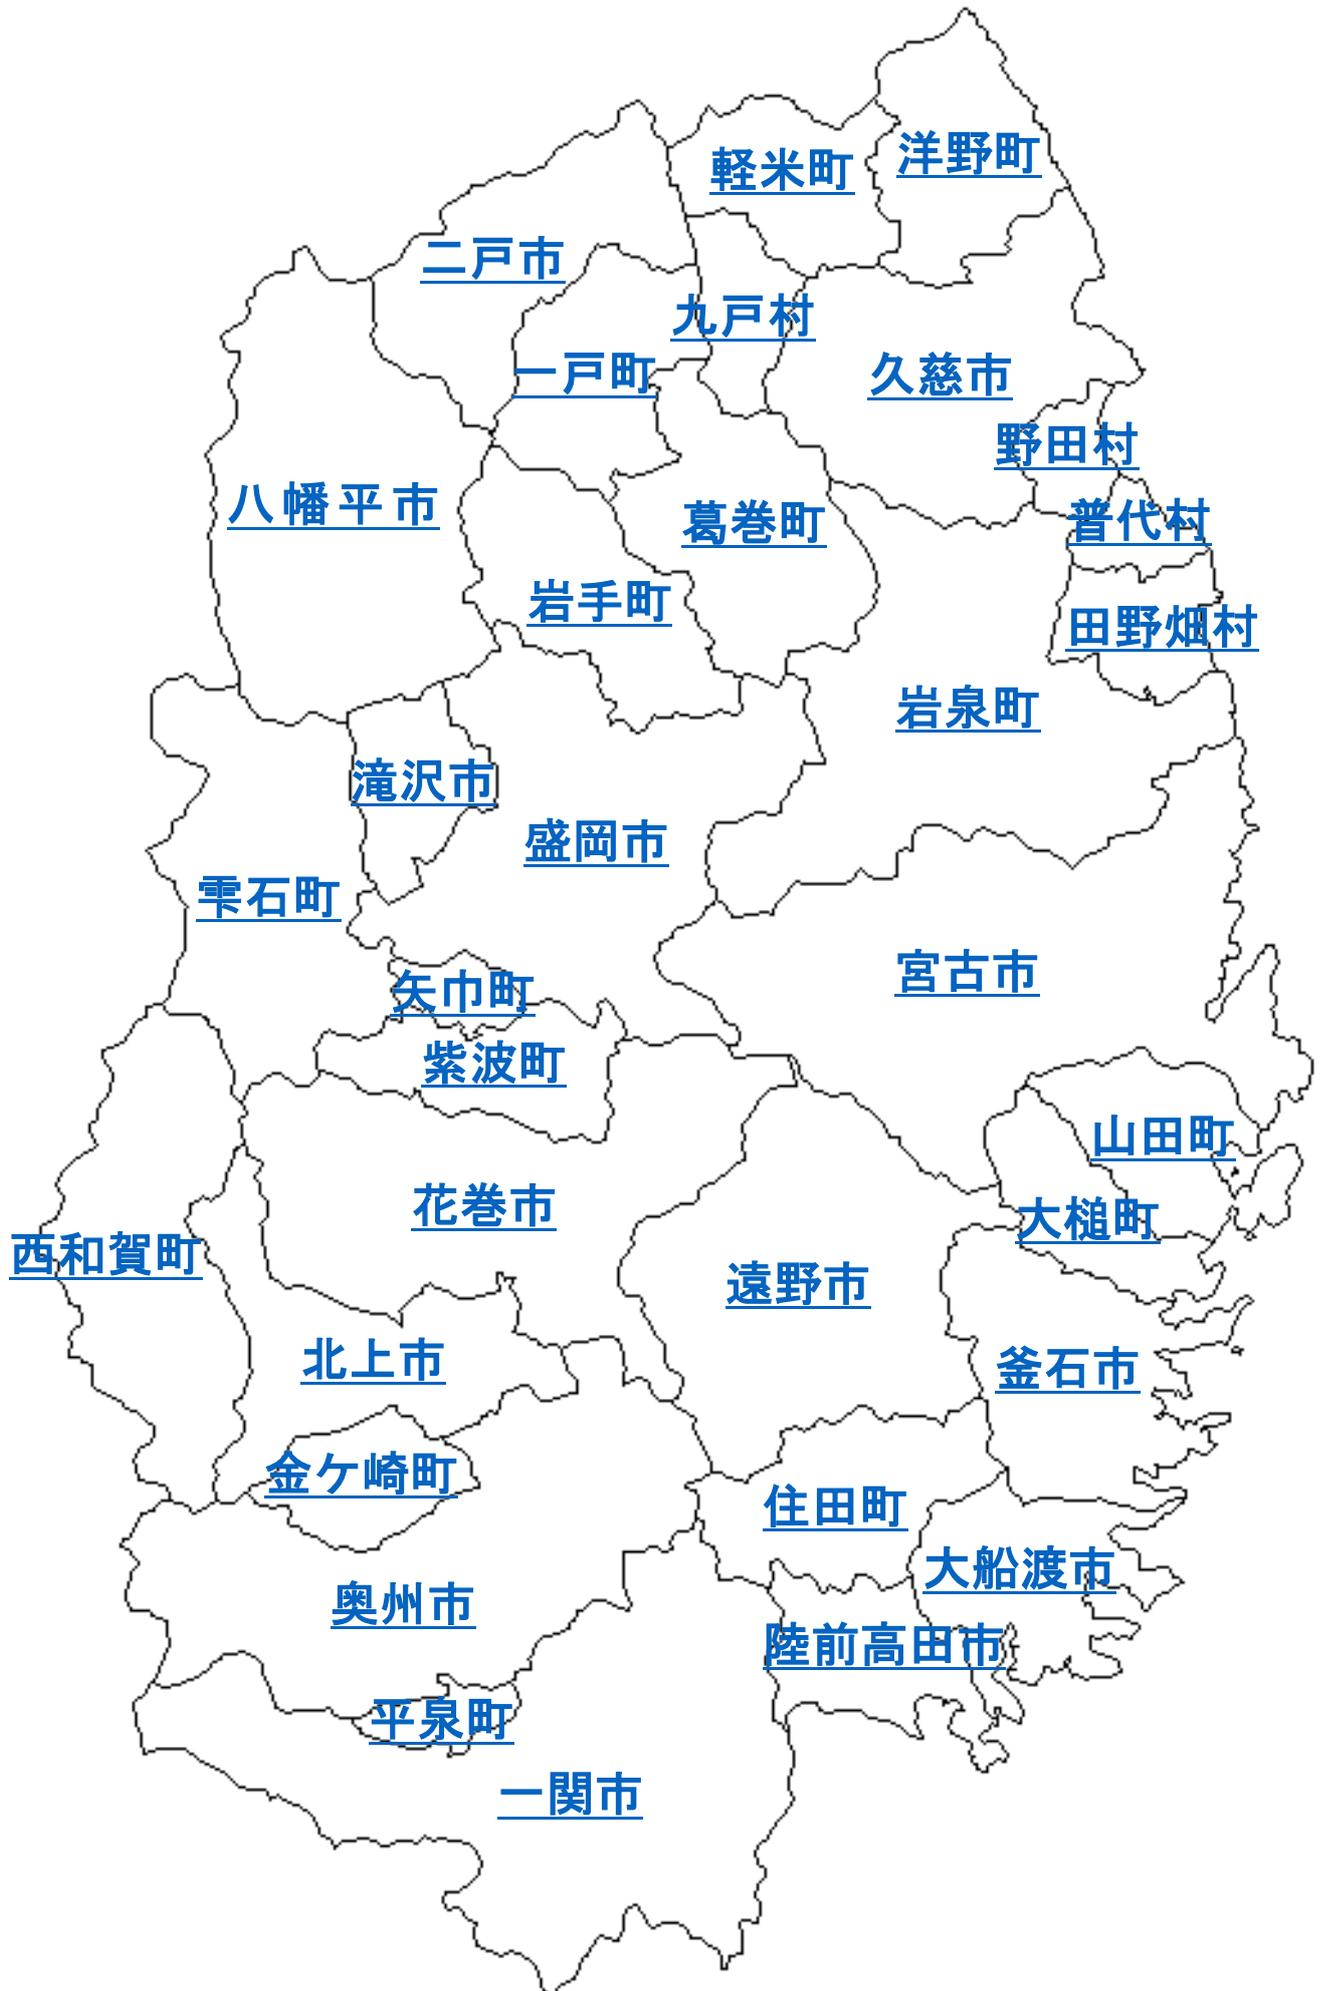 洋野町
軽米町
二戸市
九戸村
一戸町
久慈市
野田村
八幡平市
葛巻町
普代村
岩手町
田野畑村
岩泉町
滝沢市
盛岡市
雫石町
宮古市
矢巾町
紫波町
山田町
花巻市
大槌町
西和賀町
遠野市
北上市
釜石市
金ケ崎町
住田町
大船渡市
奥州市
陸前高田市
平泉町
一関市